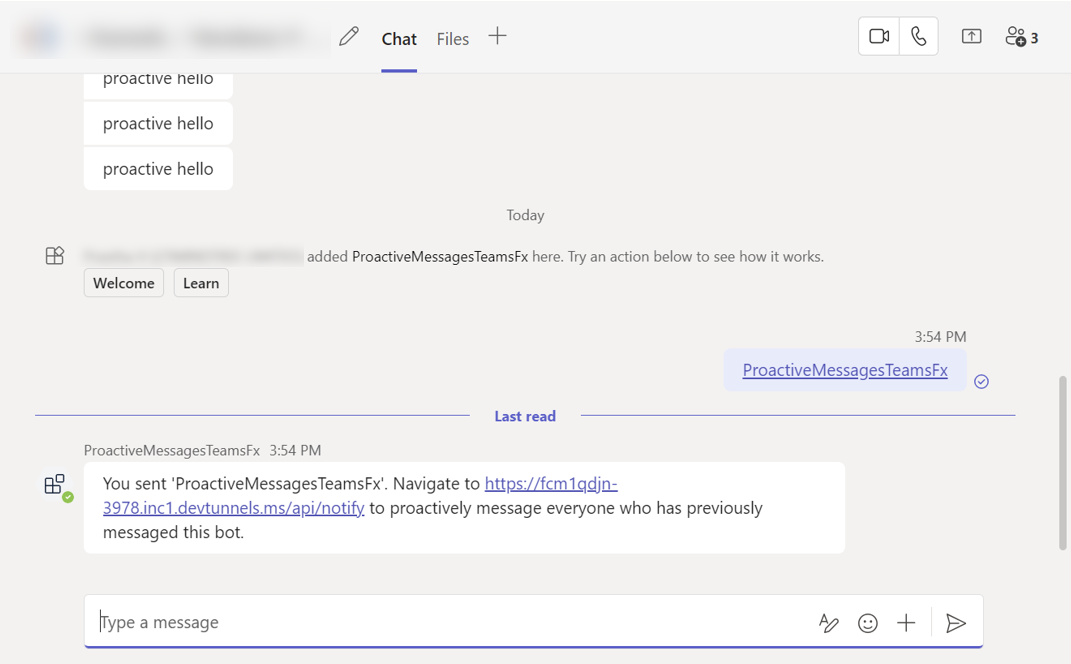 Chat Files
3
proactive hello
proactive hello
proactive hello
Today
added ProactiveMessagesTeamsFx here. Try an action below to see how it works.
Welcome Learn
3:54 PM
ProactiveMessagesTeamsFx
Last read
ProactiveMessagesTeamsFx 3:54 PM
You sent 'ProactiveMessagesTeamsFx'. Navigate to https://fcm1qdjn-
3978.inc1.devtunnels.ms/api/notify to proactively message everyone who has previously
messaged this bot.
Type a message